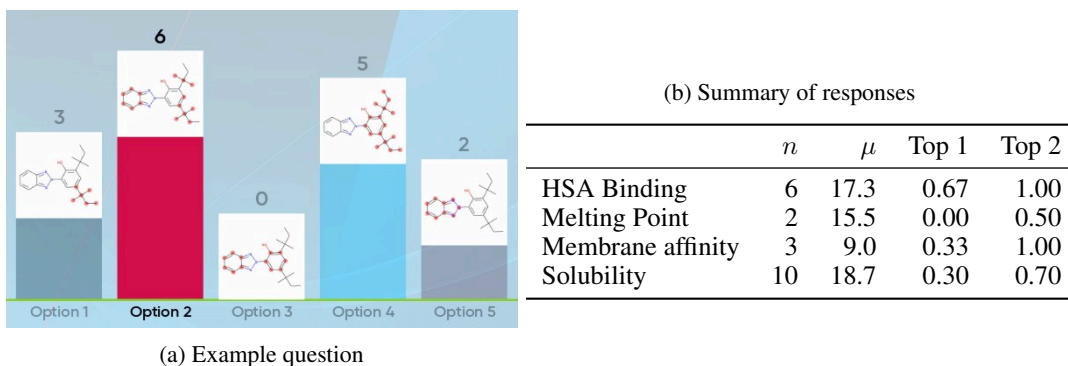 6
5
3
2
0
Option 1
Option 2
Option 3
Option 4
Option 5
(a) Example question
(b) Summary of responses
n μ Top 1 Top 2
HSA Binding 6 17.3 0.67 1.00
Melting Point 2 15.5 0.00 0.50
Membrane affinity 3 9.0 0.33 1.00
Solubility 10 18.7 0.30 0.70